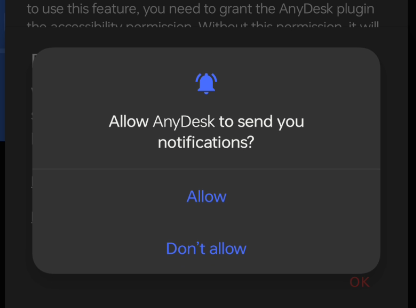 to use this feature, you need to grant the AnyDesk plugin
the accessibility permission. Without this permission, it will
Allow AnyDesk to send you
notifications?
Allow
Don't allow
OK